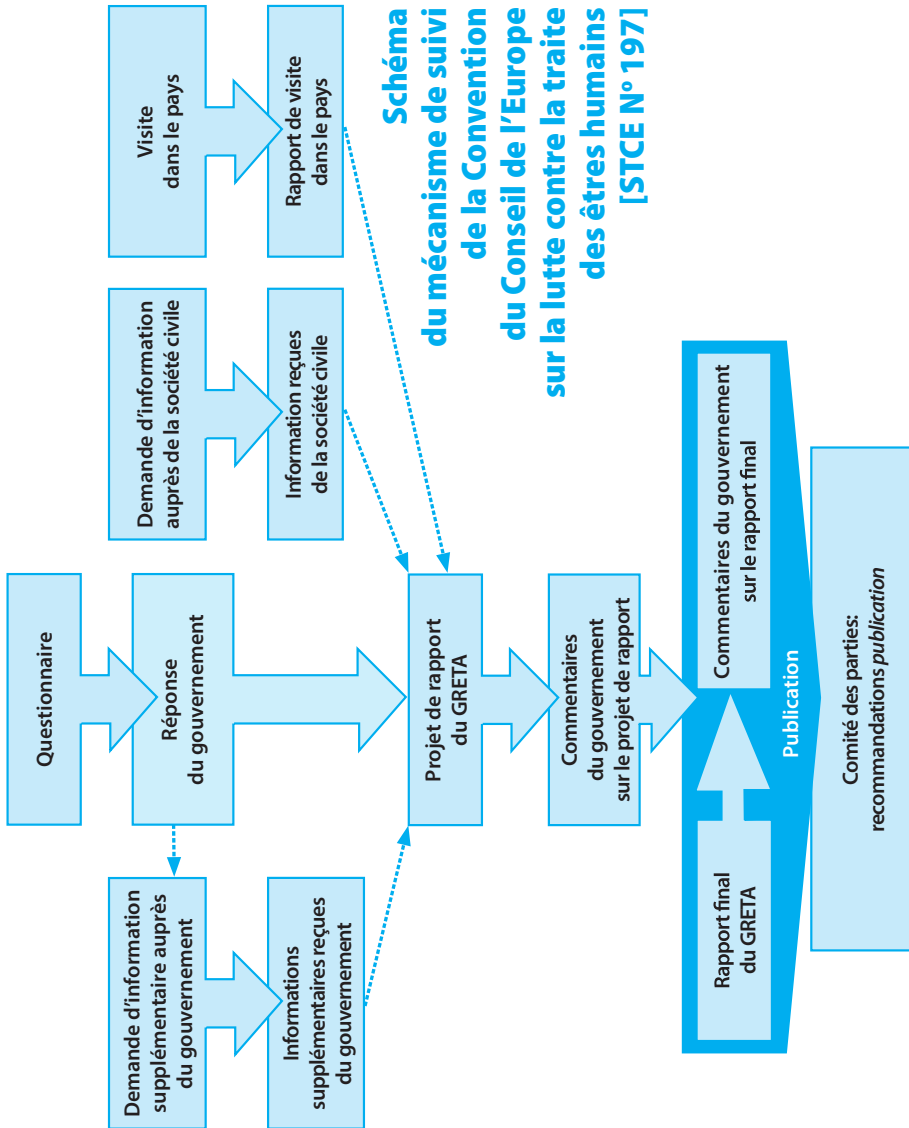 Schéma
du mécanisme de suivi
de la Convention
du Conseil de l’Europe
sur la lutte contre la traite
des êtres humains
[STCE Nº 197]
Questionnaire
Réponse
du gouvernement
Demande d’information
supplémentaire auprès
du gouvernement
Informations
supplémentaires reçues
du gouvernement
Demande d’information
auprès de la société civile
Information reçues
de la société civile
Visite
dans le pays
Rapport de visite
dans le pays
Projet de rapport
du GRETA
Commentaires
du gouvernement
sur le projet de rapport
Rapport final
du GRETA
Commentaires du gouvernement
sur le rapport final
Publication
Comité des parties:
recommandations publication